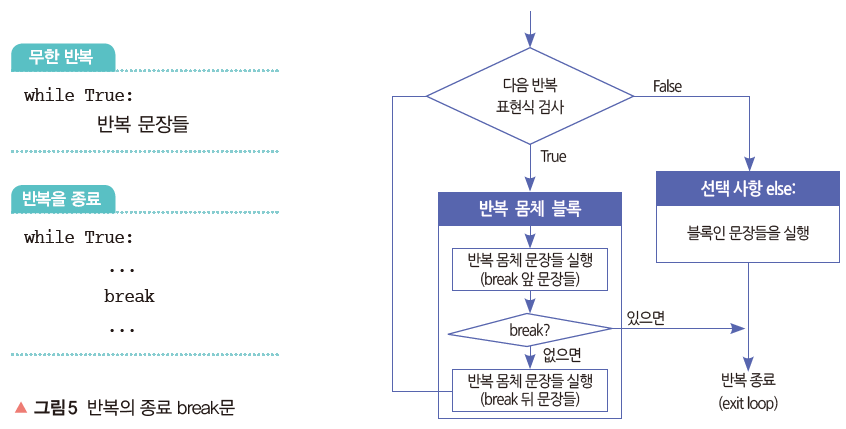 무한 반복
while True:
반복 문장들
반복을 종료
while True:
...
break
...
▲ 그림 5 반복의 종료 break문
다음 반복
표현식 검사
False
True
반복 몸체 블록
반복 몸체 문장들 실행
(break 앞 문장들)
break?
있으면
없으면
반복 몸체 문장들 실행
(break 뒤 문장들)
선택 사항 else:
블록인 문장들을 실행
반복 종료
(exit loop)